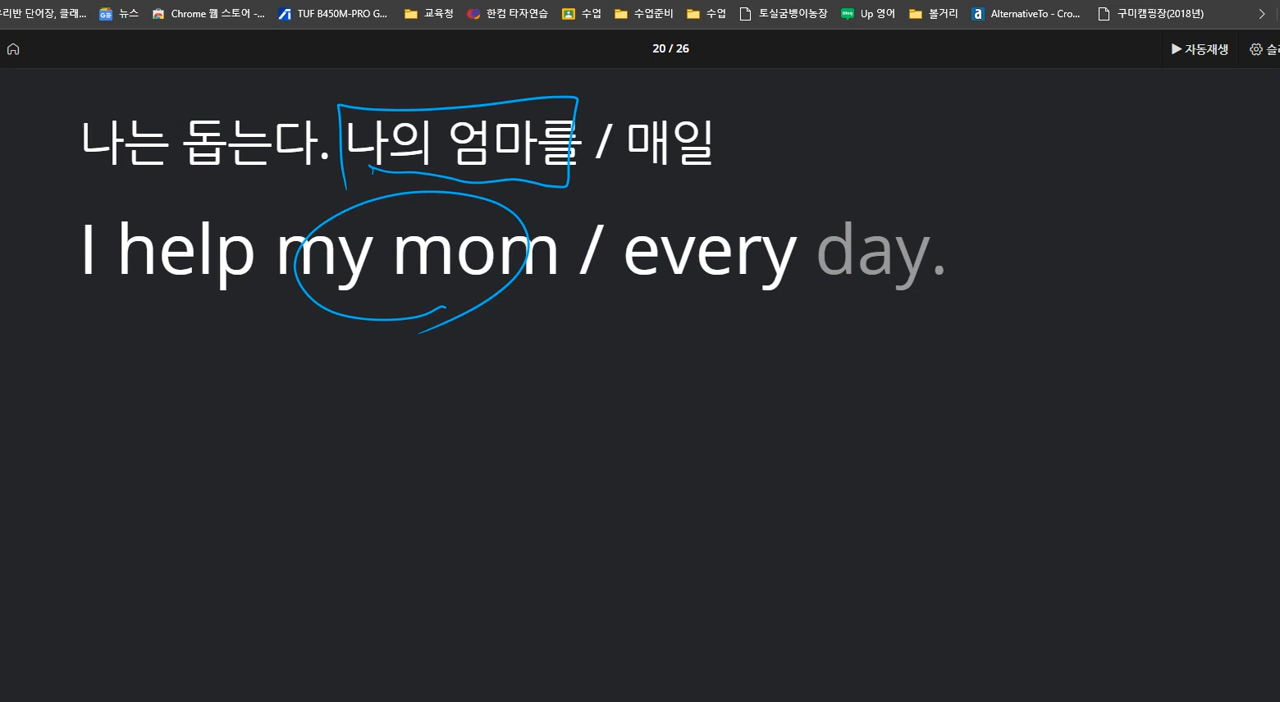 우리반 단어장, 클래... 뉴스 Chrome 웹 스토어 -... TUF B450M-PRO G... 교육청 한컴 타자연습 수업 수업준비 수업 토실굼벵이농장 Up 영어 볼거리 AlternativeTo - Cro... 구미캠핑장(2018년)
20 / 26 ▶ 자동재생
나는 돕는다. 나의 엄마를 / 매일
I help my mom / every day.